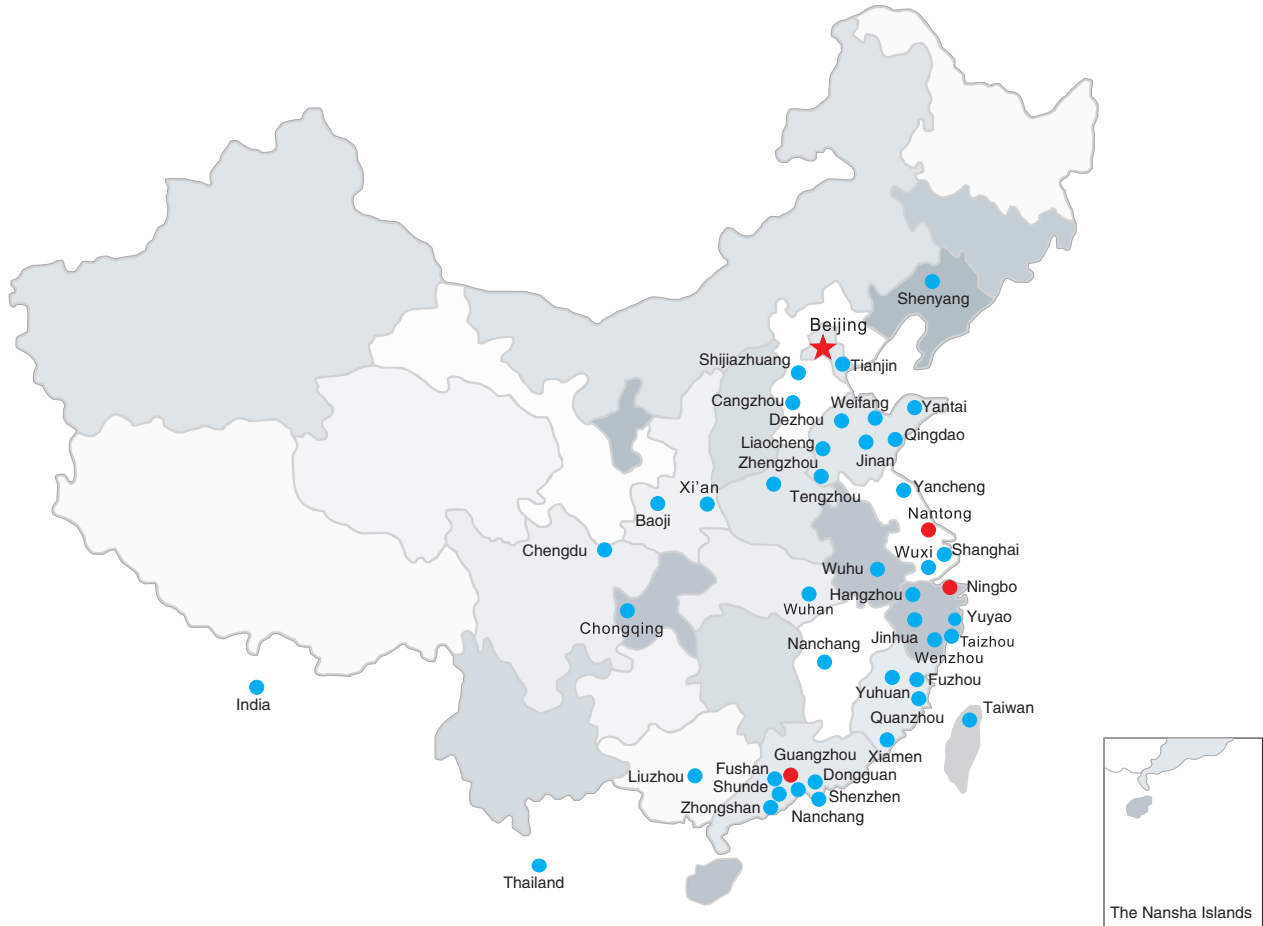 Shenyang
Beijing
Shijiazhuang
Tianjin
Cangzhou
Weifang
Yantai
Dezhou
Qingdao
Liaocheng
Jinan
Zhengzhou
Xi'an
Tengzhou
Yancheng
Baoji
Nantong
Chengdu
Wuxi
Shanghai
Wuhu
Ningbo
Hangzhou
Wuhan
Chongqing
Yuyao
Jinhua
Taizhou
Nanchang
Wenzhou
Fuzhou
Yuhuan
India
Taiwan
Quanzhou
Xiamen
Guangzhou
Fushan
Dongguan
Liuzhou
Shunde
Shenzhen
Zhongshan
Nanchang
Thailand
The Nansha Islands